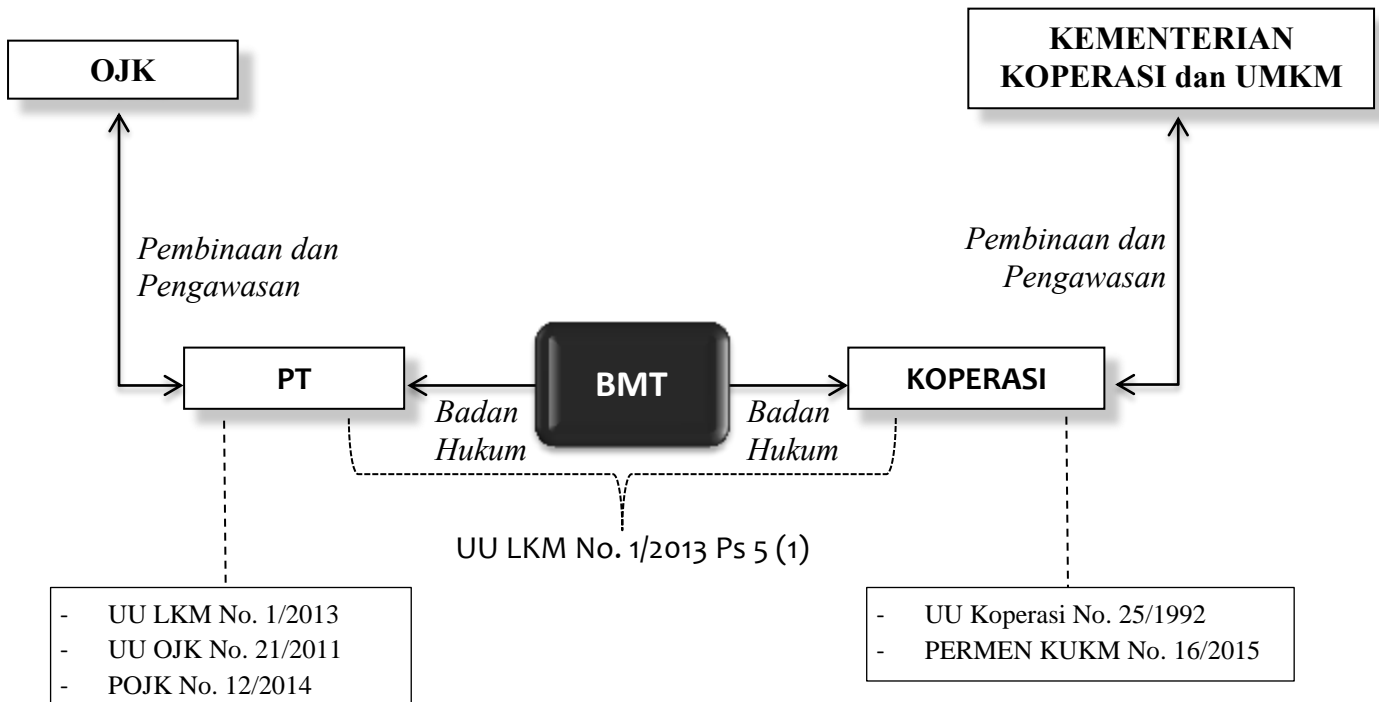 OJK
KEMENTERIAN
KOPERASI dan UMKM
Pembinaan dan
Pengawasan
Pembinaan dan
Pengawasan
PT
BMT
KOPERASI
Badan
Hukum
Badan
Hukum
UU LKM No. 1/2013 Ps 5 (1)
- UU LKM No. 1/2013
- UU OJK No. 21/2011
- POJK No. 12/2014
- UU Koperasi No. 25/1992
- PERMEN KUKM No. 16/2015